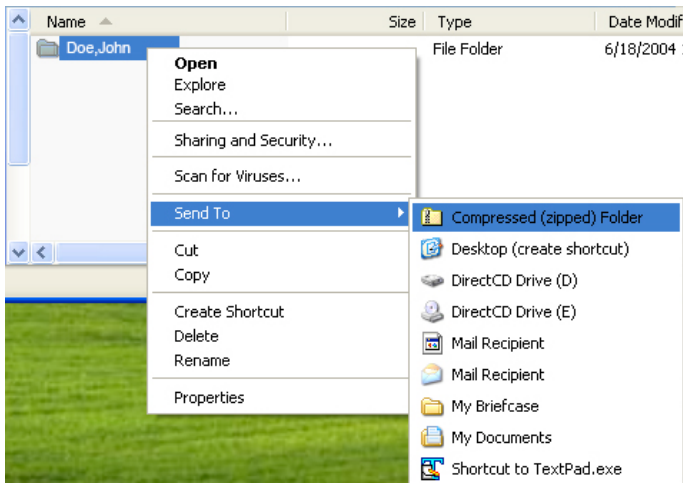 Name Size Type Date Modif
Doe,John File Folder 6/18/2004
Open
Explore
Search...
Sharing and Security...
Scan for Viruses...
Send To
Cut
Copy
Create Shortcut
Delete
Rename
Properties
Compressed (zipped) Folder
Desktop (create shortcut)
DirectCD Drive (D)
DirectCD Drive (E)
Mail Recipient
Mail Recipient
My Briefcase
My Documents
Shortcut to TextPad.exe